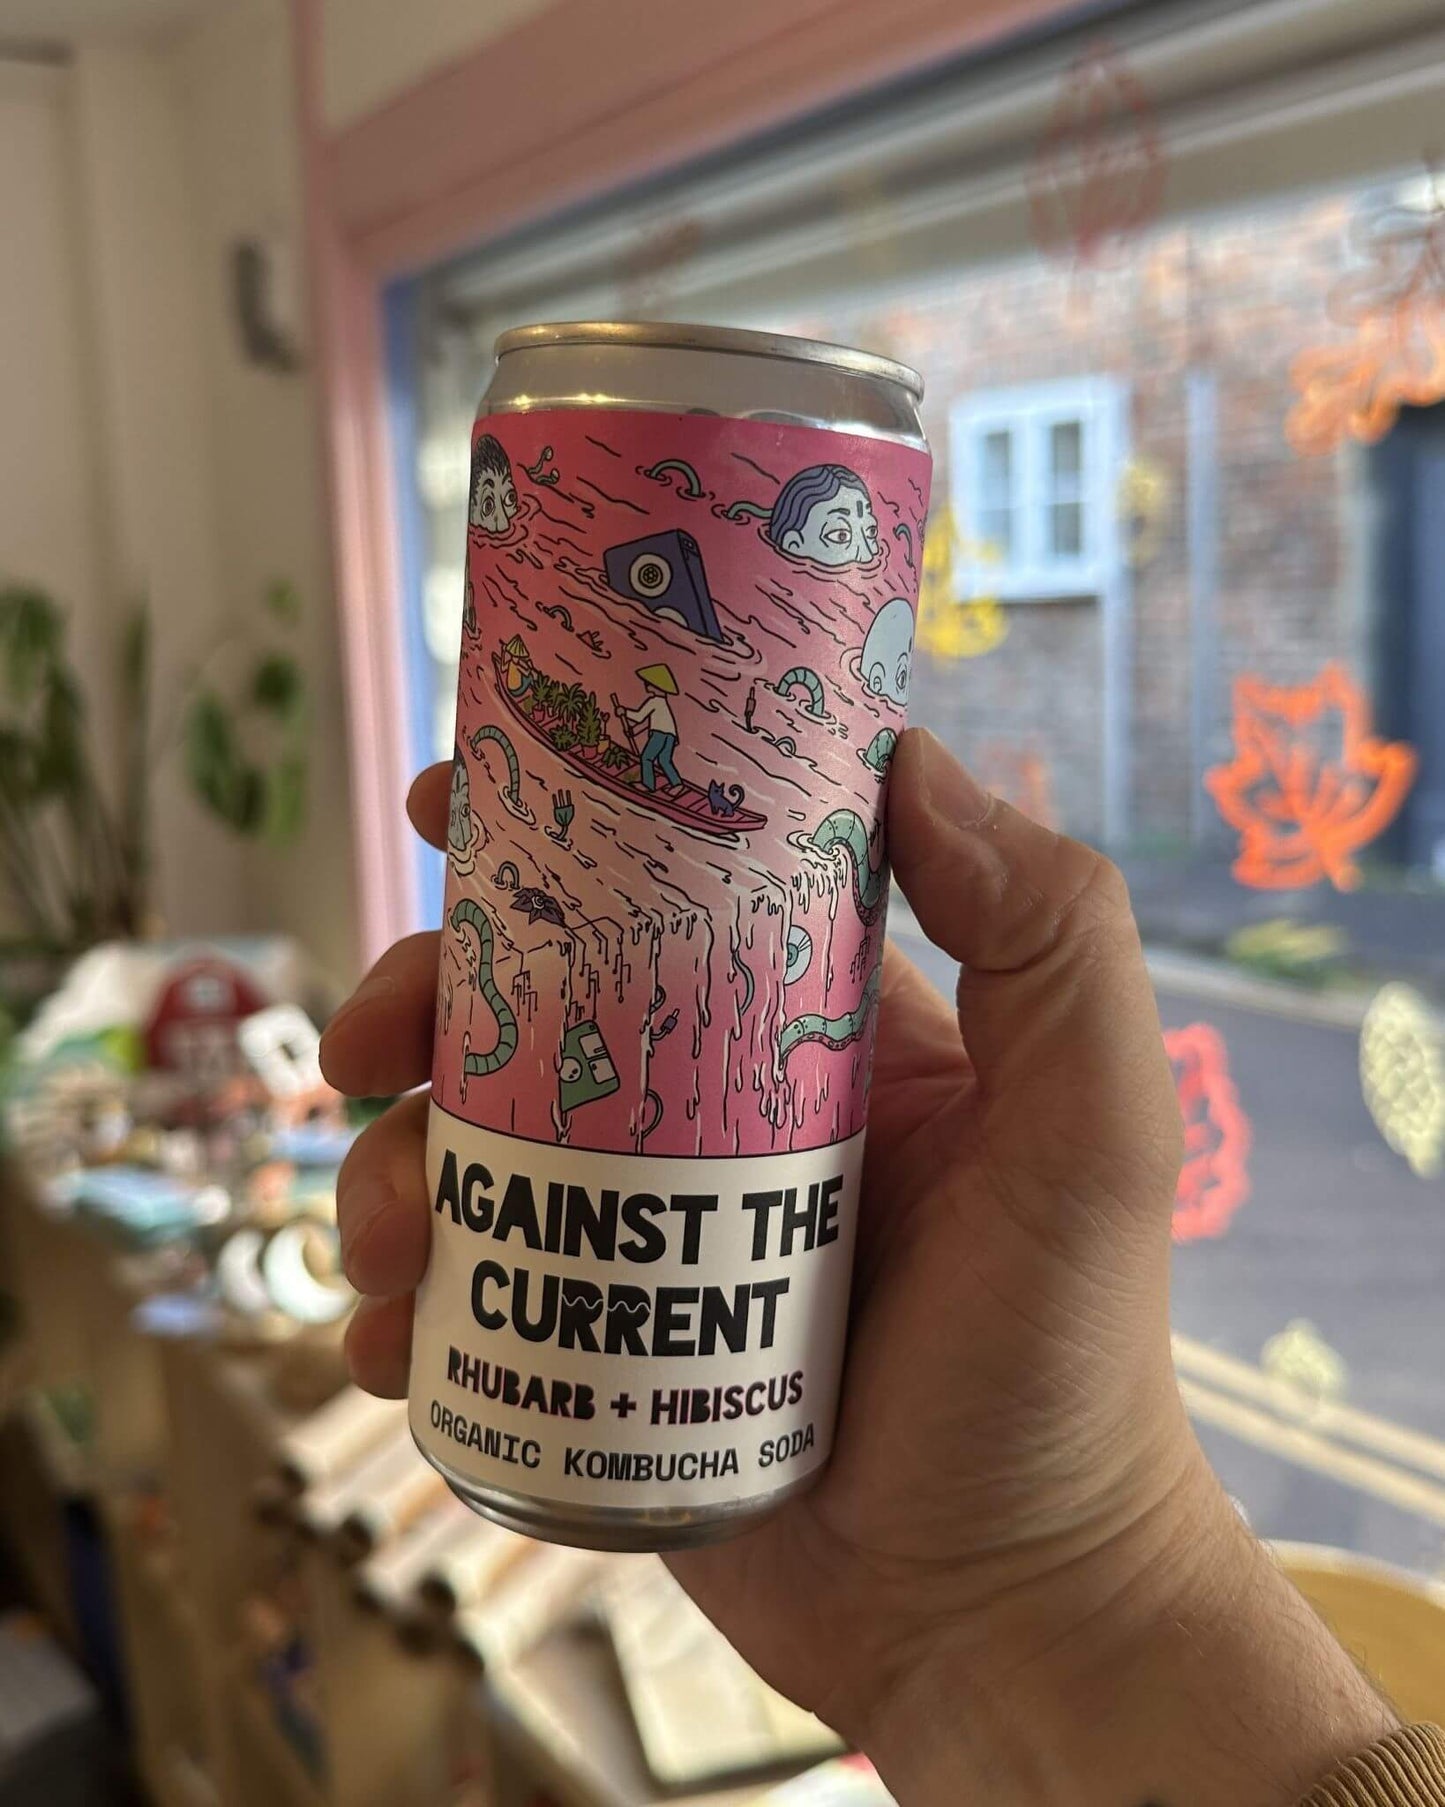 AGAINST THE
CURRENT
RHUBARB + HIBISCUS
ORGANIC KOMBUCHA SODA